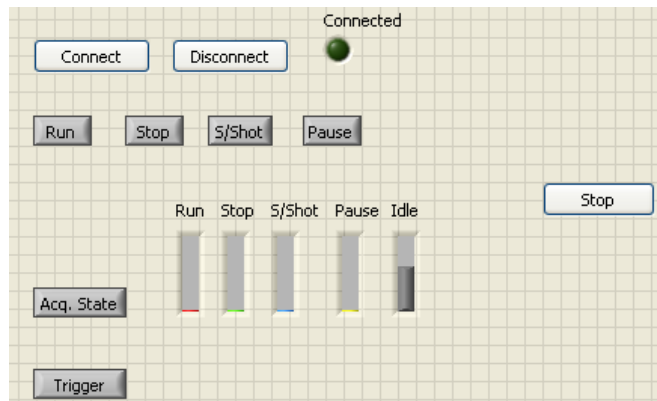 Connected
Connect Disconnect
Run Stop S/Shot Pause
Stop
Run Stop S/Shot Pause Idle
Acq. State
Trigger